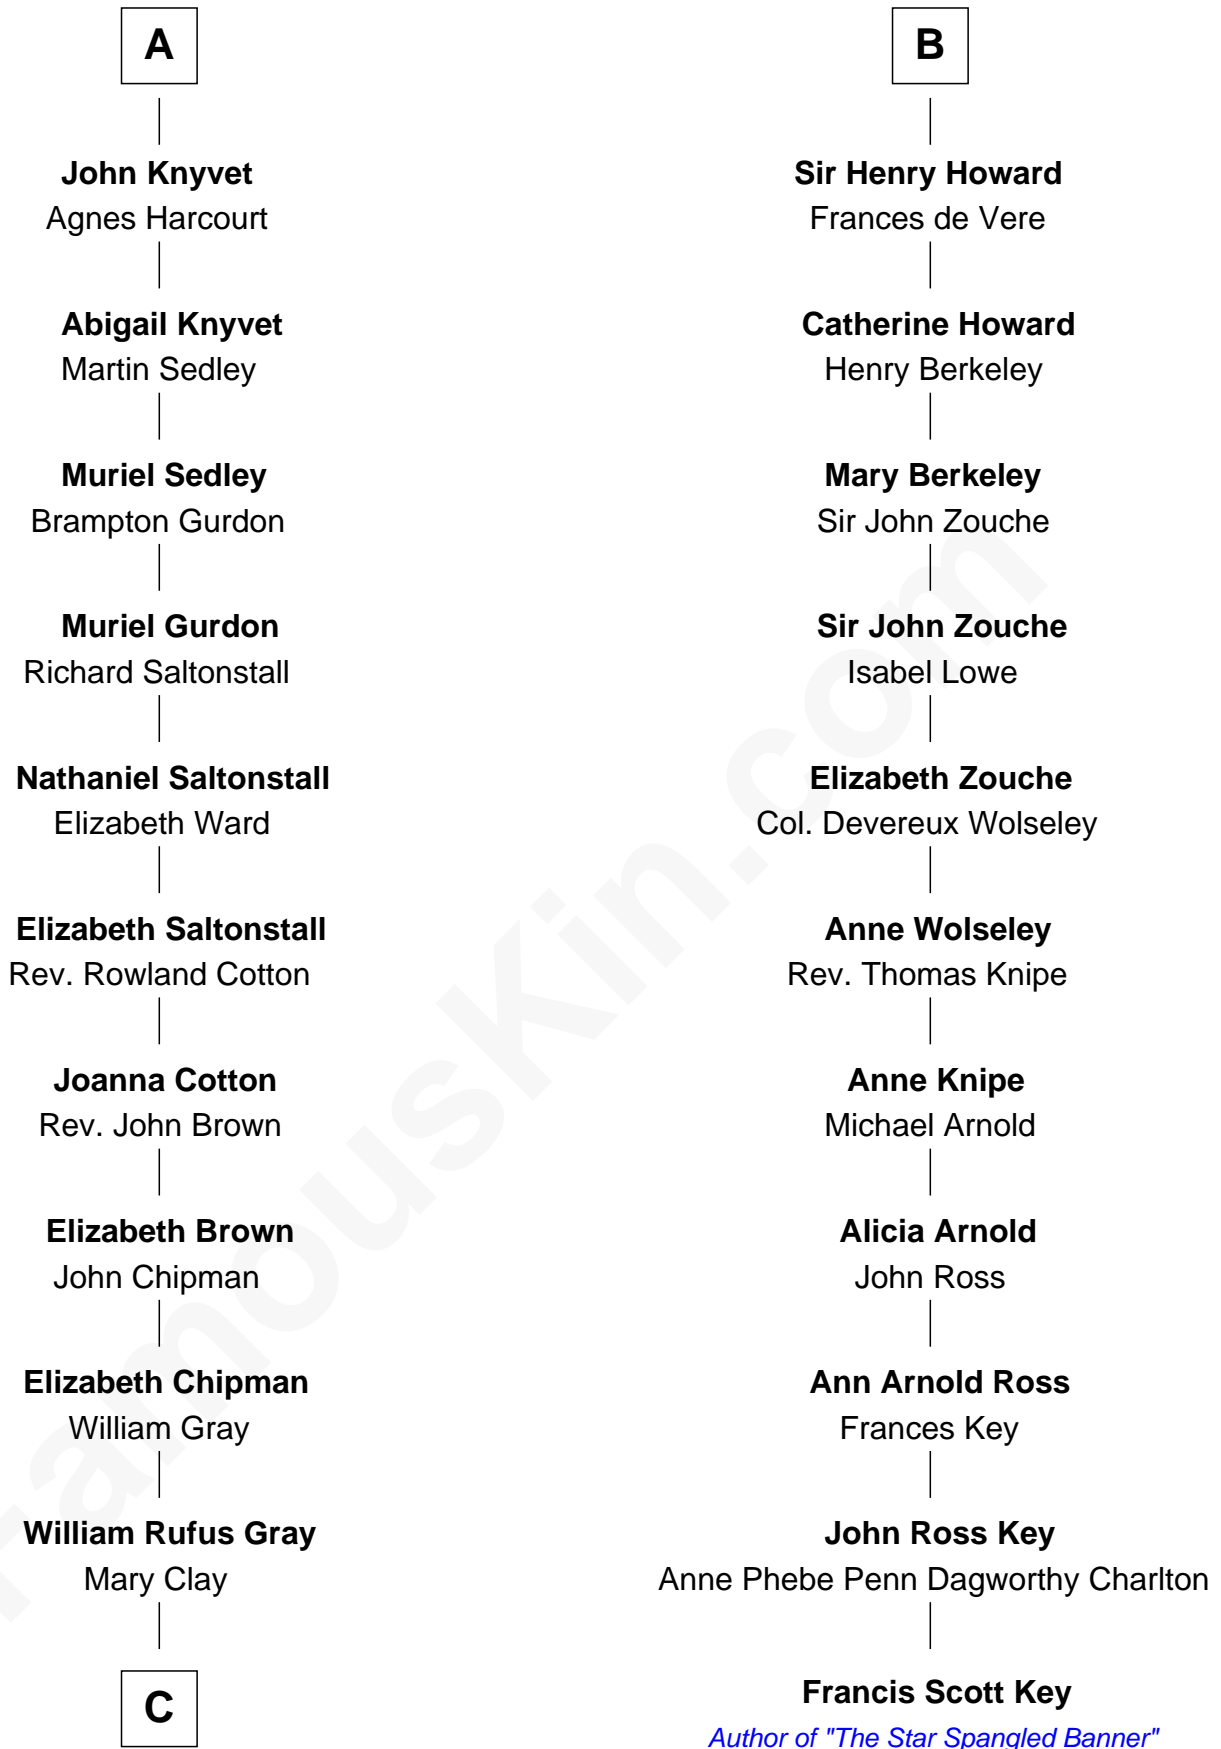 A
John Knyvet
Agnes Harcourt
Abigail Knyvet
Martin Sedley
Muriel Sedley
Brampton Gurdon
Muriel Gurdon
Richard Saltonstall
Nathaniel Saltonstall
Elizabeth Ward
Elizabeth Saltonstall
Rev. Rowland Cotton
Joanna Cotton
Rev. John Brown
Elizabeth Brown
John Chipman
Elizabeth Chipman
William Gray
William Rufus Gray
Mary Clay
C
B
Sir Henry Howard
Frances de Vere
Catherine Howard
Henry Berkeley
Mary Berkeley
Sir John Zouche
Sir John Zouche
Isabel Lowe
Elizabeth Zouche
Col. Devereux Wolseley
Anne Wolseley
Rev. Thomas Knipe
Anne Knipe
Michael Arnold
Alicia Arnold
John Ross
Ann Arnold Ross
Frances Key
John Ross Key
Anne Phebe Penn Dagworthy Charlton
Francis Scott Key
Author of "The Star Spangled Banner"
FamousKin.com